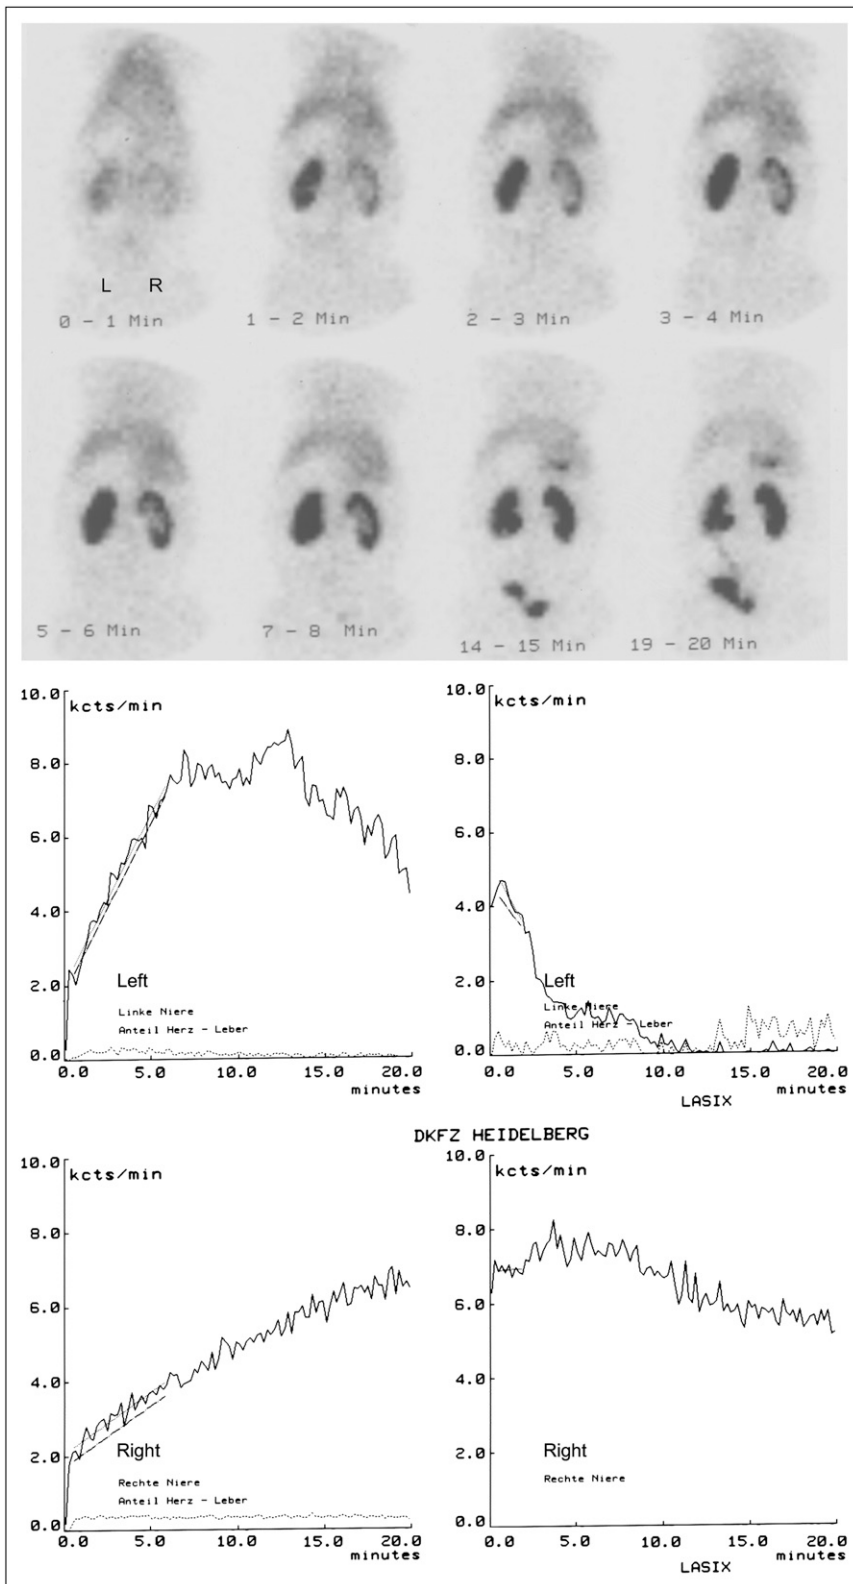 L R
0 - 1 Min
1 - 2 Min
2 - 3 Min
3 - 4 Min
5 - 6 Min
7 - 8 Min
14 - 15 Min
19 - 20 Min
10.0
kcts/min
8.0
6.0
4.0
2.0
0.0
Left
Linke Niere
Anteil Herz - Leber
0.0 5.0 10.0 15.0 20.0
minutes
10.0
kcts/min
8.0
6.0
4.0
2.0
0.0
Left
Linke Niere
Anteil Herz - Leber
0.0 5.0 10.0 15.0 20.0
minutes
LASIX
DKFZ HEIDELBERG
10.0
kcts/min
8.0
6.0
4.0
2.0
0.0
Right
Rechte Niere
Anteil Herz - Leber
0.0 5.0 10.0 15.0 20.0
minutes
10.0
kcts/min
8.0
6.0
4.0
2.0
0.0
Right
Rechte Niere
0.0 5.0 10.0 15.0 20.0
minutes
LASIX